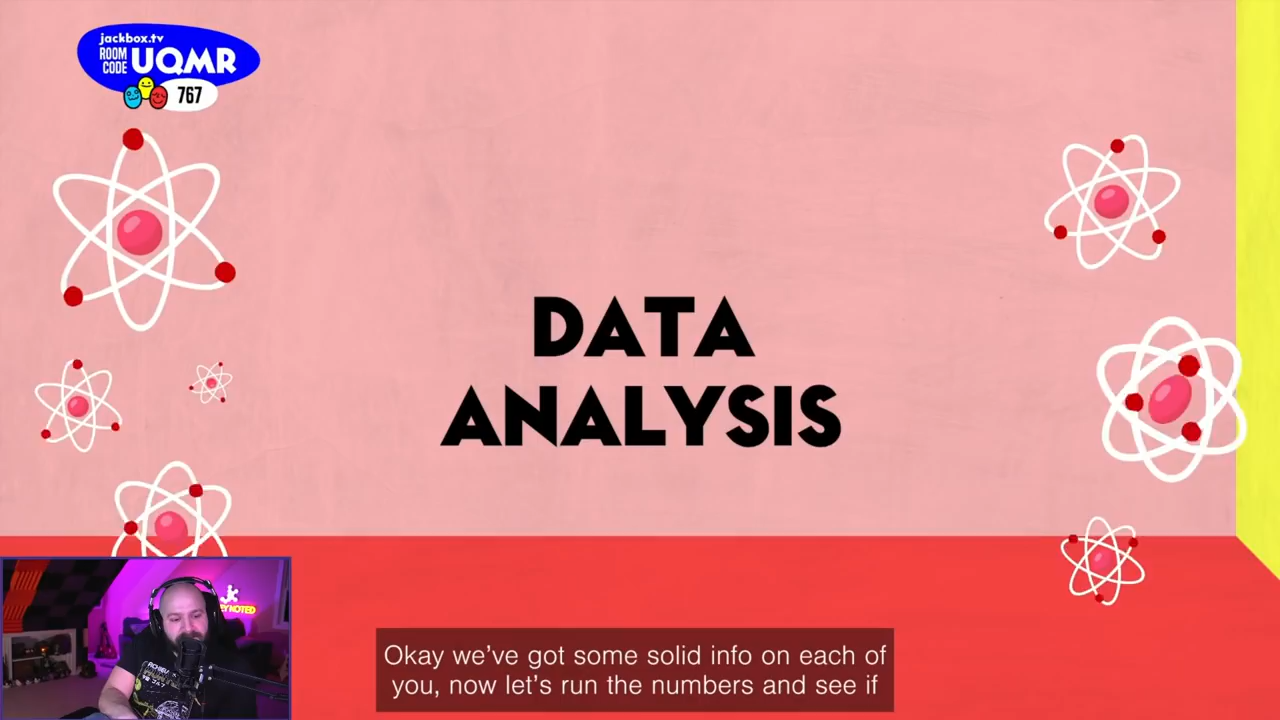 jackbox.tv
ROOM
CODE
UQMR
767
DATA
ANALYSIS
Okay we've got some solid info on each of
you, now let's run the numbers and see if